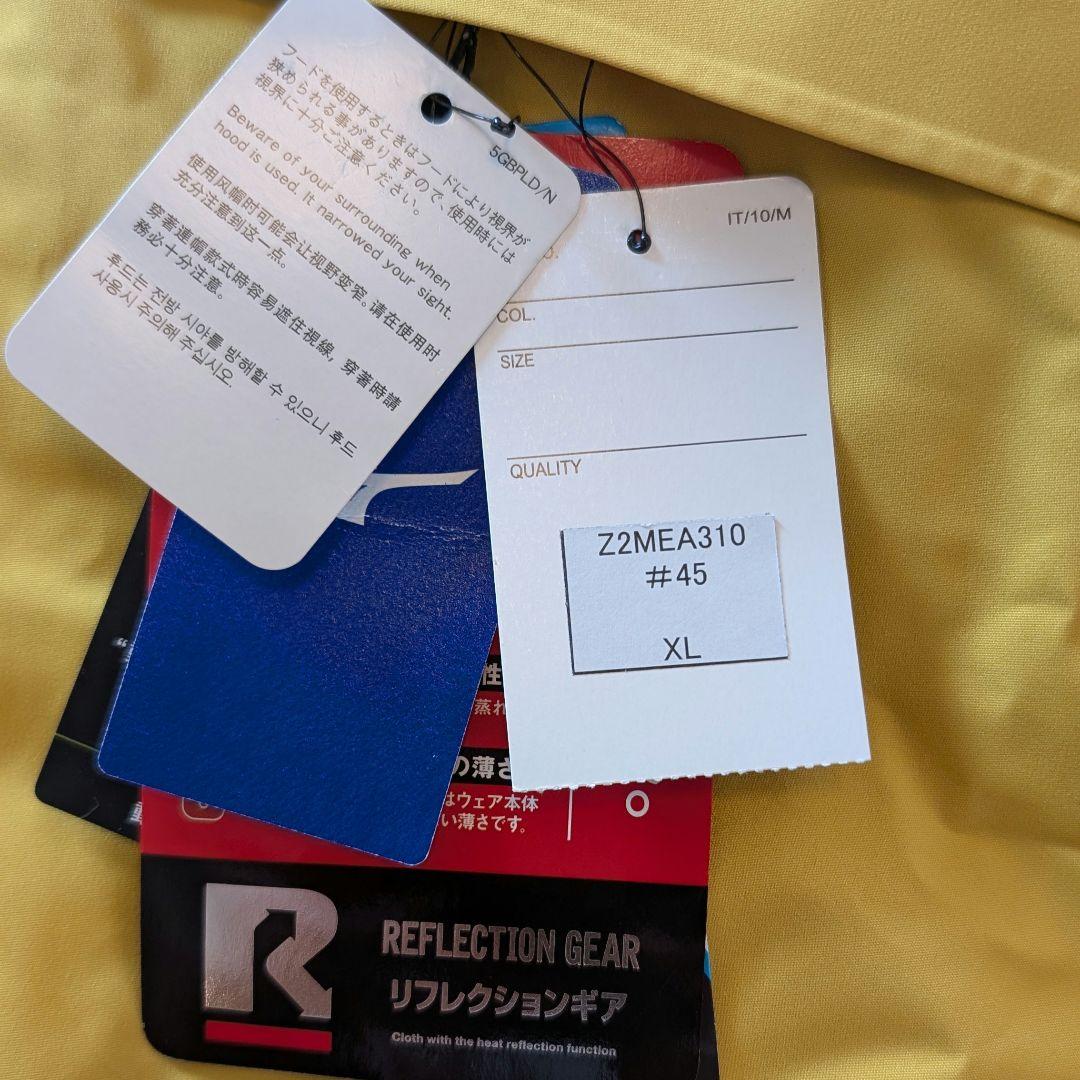 フードを使用するときはフードにより視界が
狭められる事がありますので、使用時には
視界に十分ご注意ください。
Beware of your surrounding when
hood is used. It narrowed your sight.
使用风帽时可能会让视野变窄。请在使用时
充分注意到这一点。
穿著連帽款式時容易遮住視線，穿著時請
務必十分注意。
후드는 전방 시야를 방해할 수 있으니 후드
사용시 주의해 주십시오.
5GBPLD/N
IT/10/M
COL.
SIZE
QUALITY
Z2MEA310
#45
XL
性
蒸れ
の薄さ
はウェア本体
い薄さです。
R
REFLECTION GEAR
リフレクションギア
Cloth with the heat reflection function